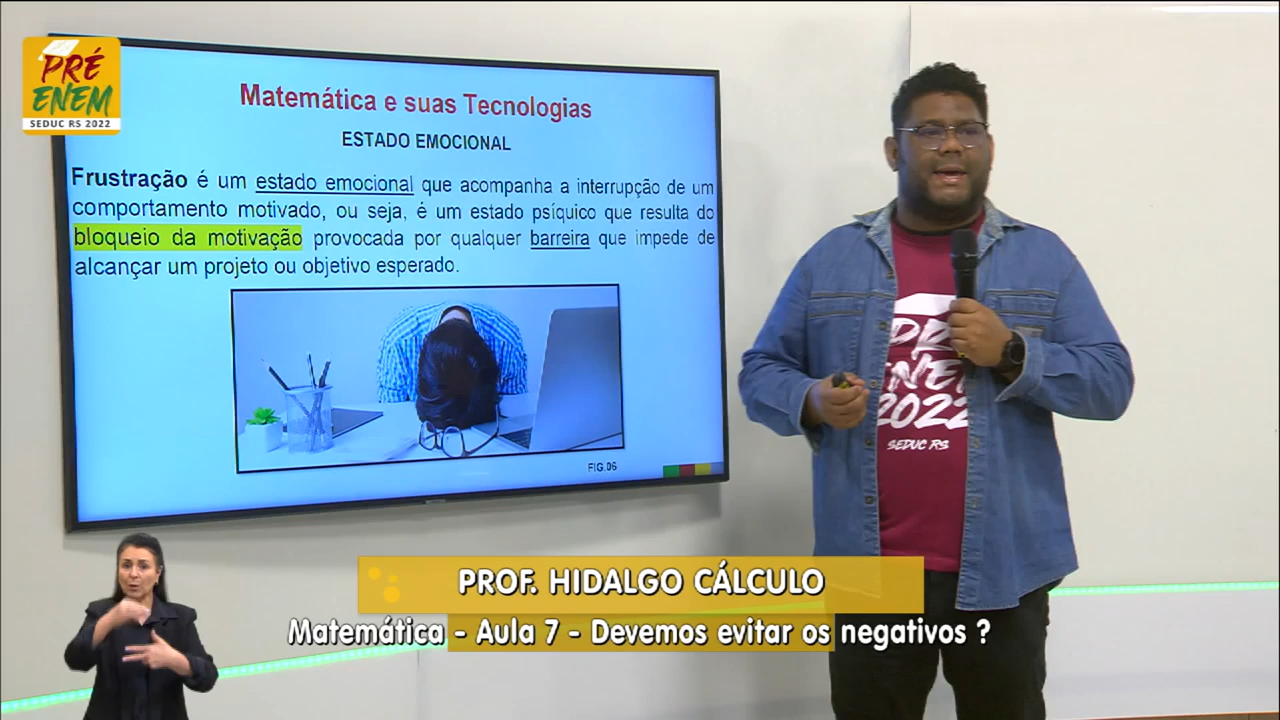 PRÉ
ENEM
SEDUC RS 2022
Matemática e suas Tecnologias
ESTADO EMOCIONAL
Frustração é um estado emocional que acompanha a interrupção de um
comportamento motivado, ou seja, é um estado psíquico que resulta do
bloqueio da motivação provocada por qualquer barreira que impede de
alcançar um projeto ou objetivo esperado.
FIG.06
2022
SEDUC RS
PROF. HIDALGO CÁLCULO
Matemática - Aula 7 - Devemos evitar os negativos ?